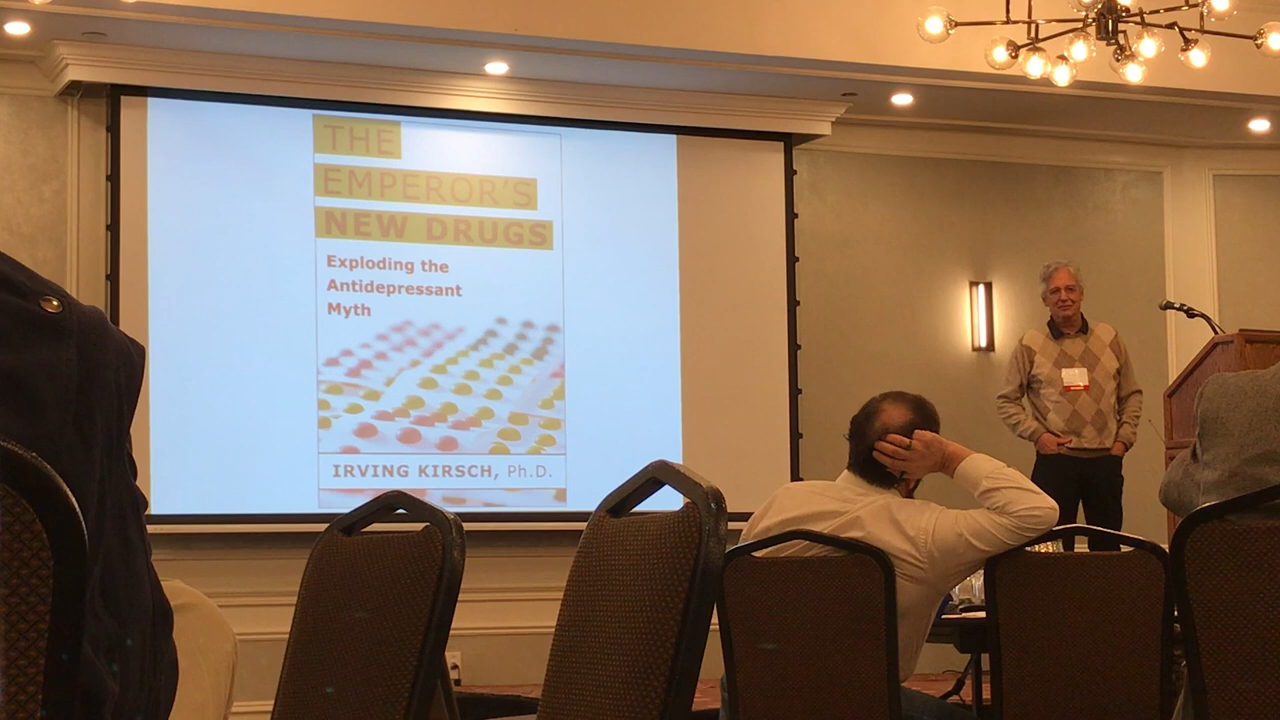 THE
EMPEROR'S
NEW DRUGS
Exploding the
Antidepressant
Myth
IRVING KIRSCH, Ph.D.